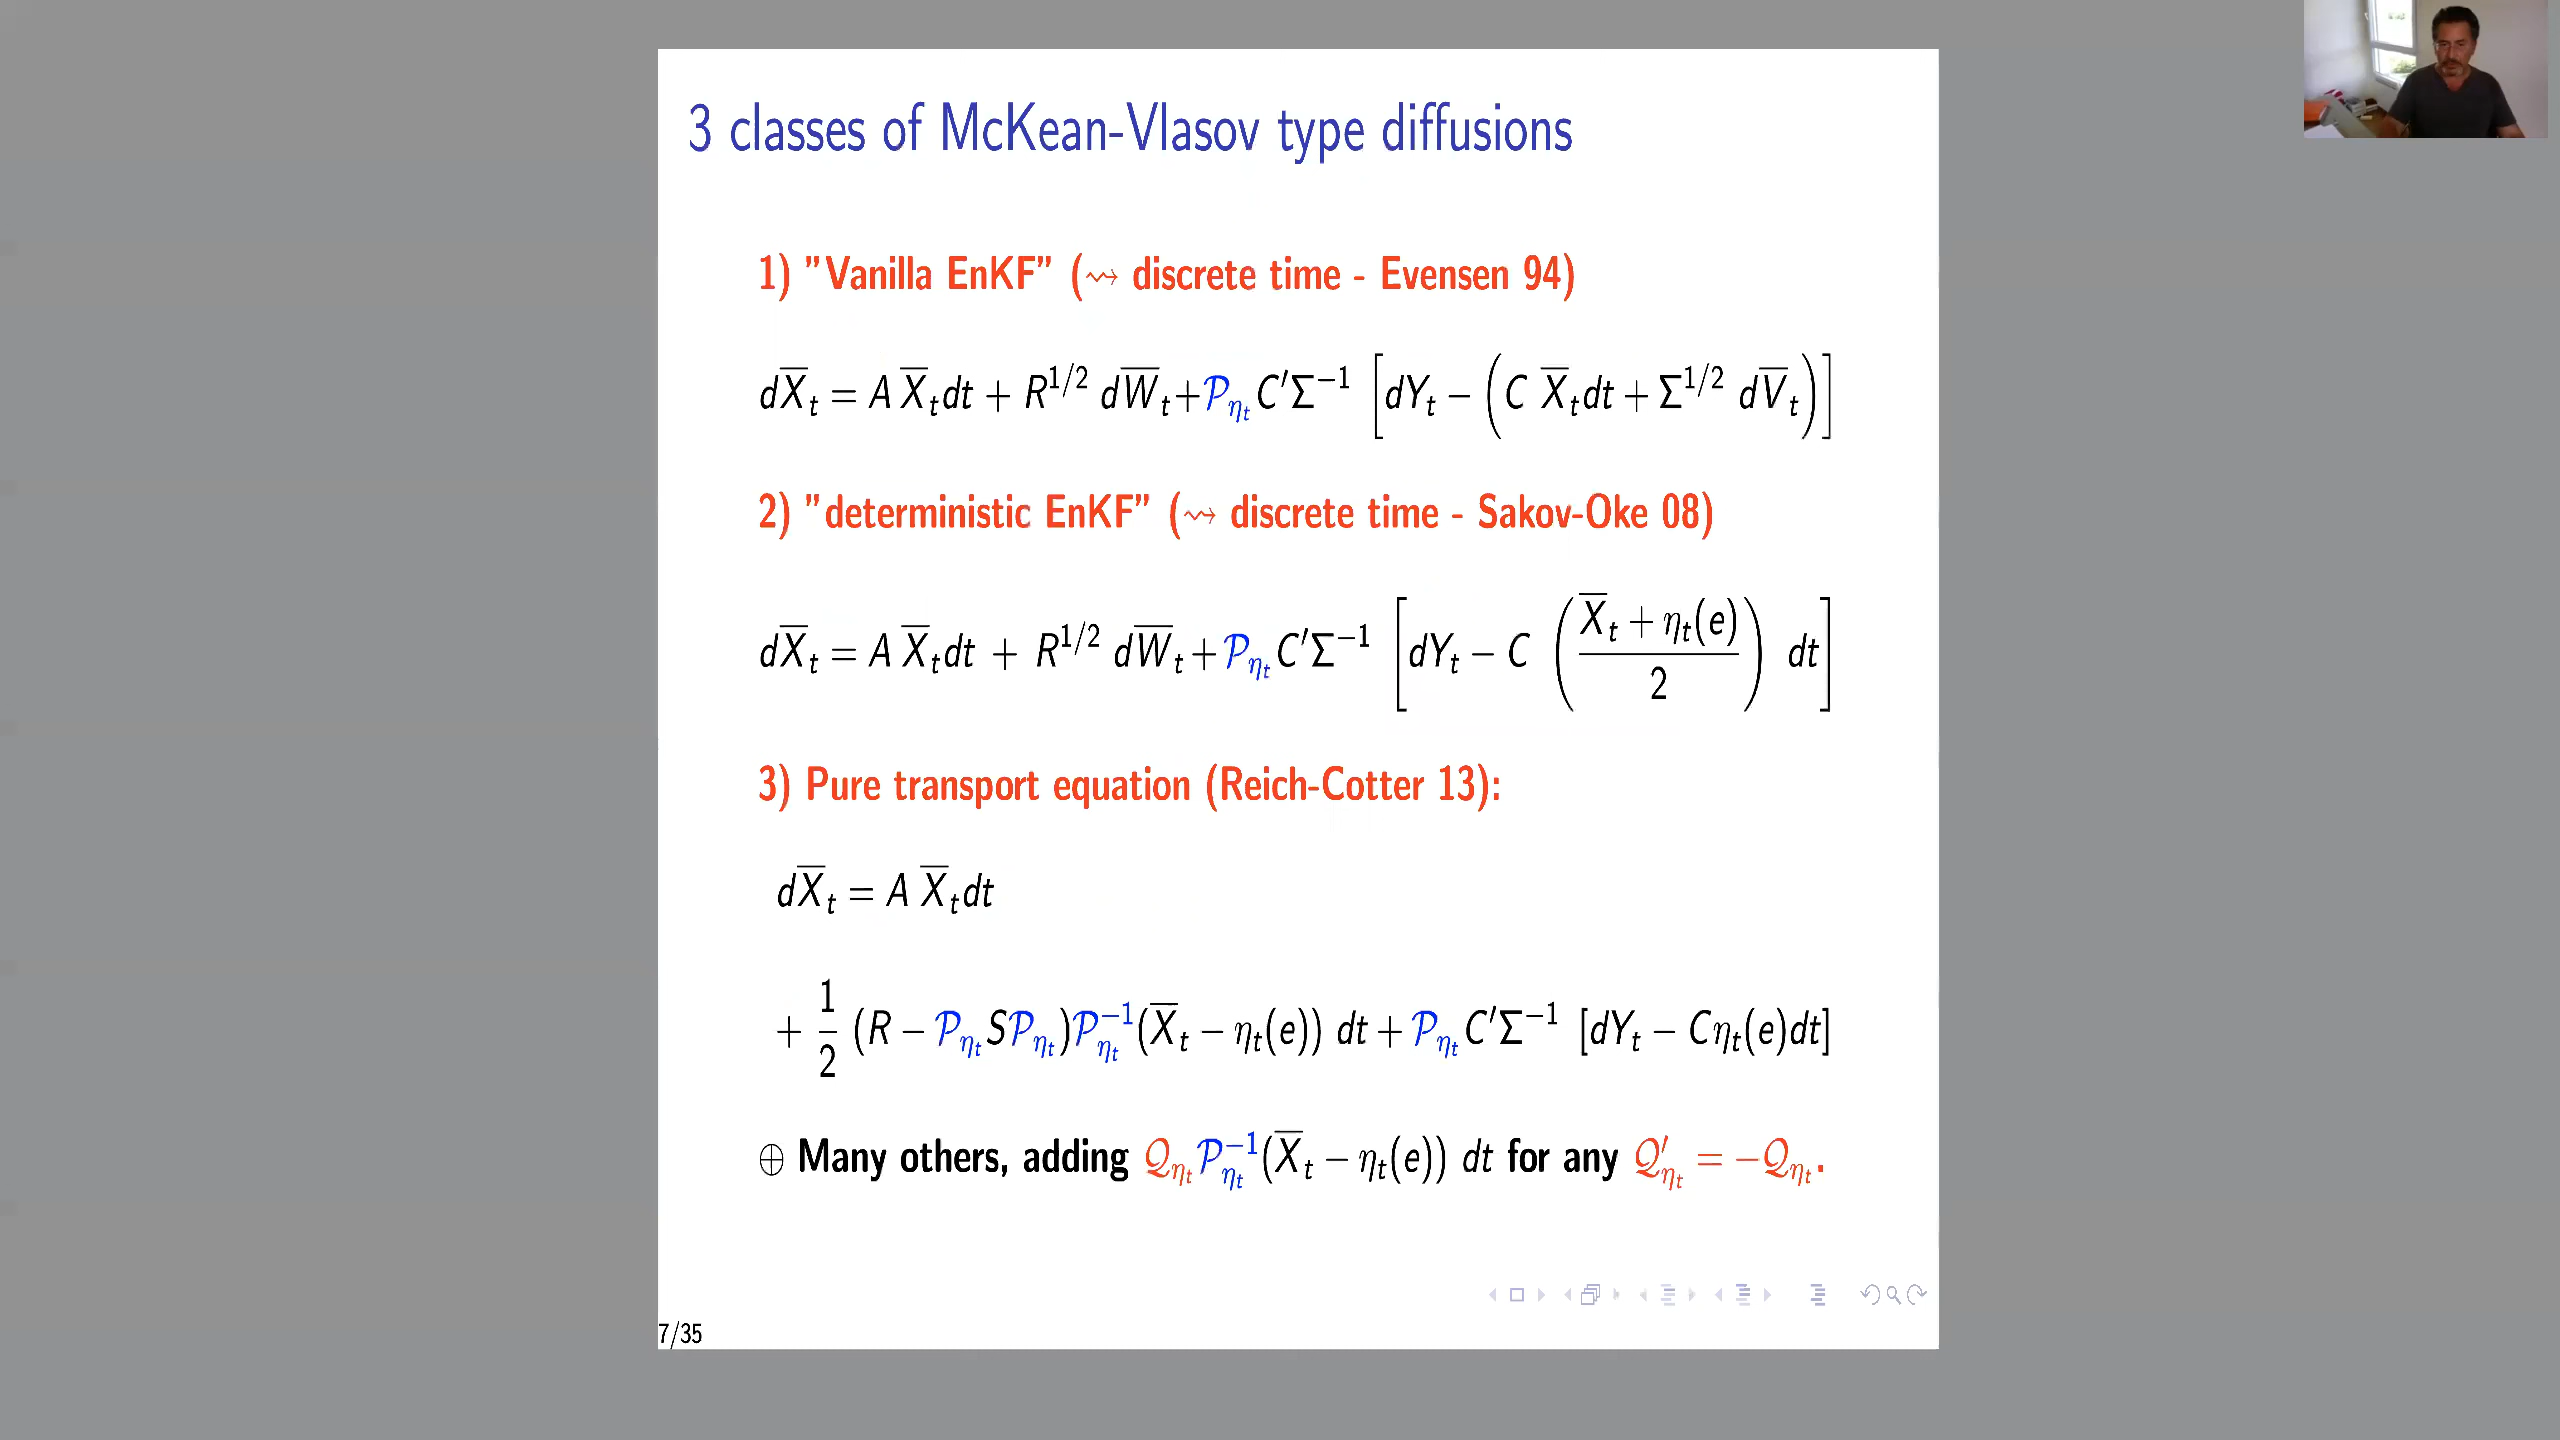 3 classes of McKean-Vlasov type diffusions
1) ”Vanilla EnKF” (⇝ discrete time - Evensen 94)
dX̅_t = A X̅_t dt + R^{1/2} dW̅_t + 𝒫_{η_t} C′Σ^{−1} [dY_t − (C X̅_t dt + Σ^{1/2} dV̅_t)]
2) ”deterministic EnKF” (⇝ discrete time - Sakov-Oke 08)
dX̅_t = A X̅_t dt + R^{1/2} dW̅_t + 𝒫_{η_t} C′Σ^{−1} [dY_t − C ((X̅_t + η_t(e))/2) dt]
3) Pure transport equation (Reich-Cotter 13):
dX̅_t = A X̅_t dt
+ 1/2 (R − 𝒫_{η_t} S 𝒫_{η_t}) 𝒫_{η_t}^{−1} (X̅_t − η_t(e)) dt + 𝒫_{η_t} C′Σ^{−1} [dY_t − Cη_t(e)dt]
⊕ Many others, adding 𝒬_{η_t} 𝒫_{η_t}^{−1} (X̅_t − η_t(e)) dt for any 𝒬′_{η_t} = −𝒬_{η_t}.
7/35